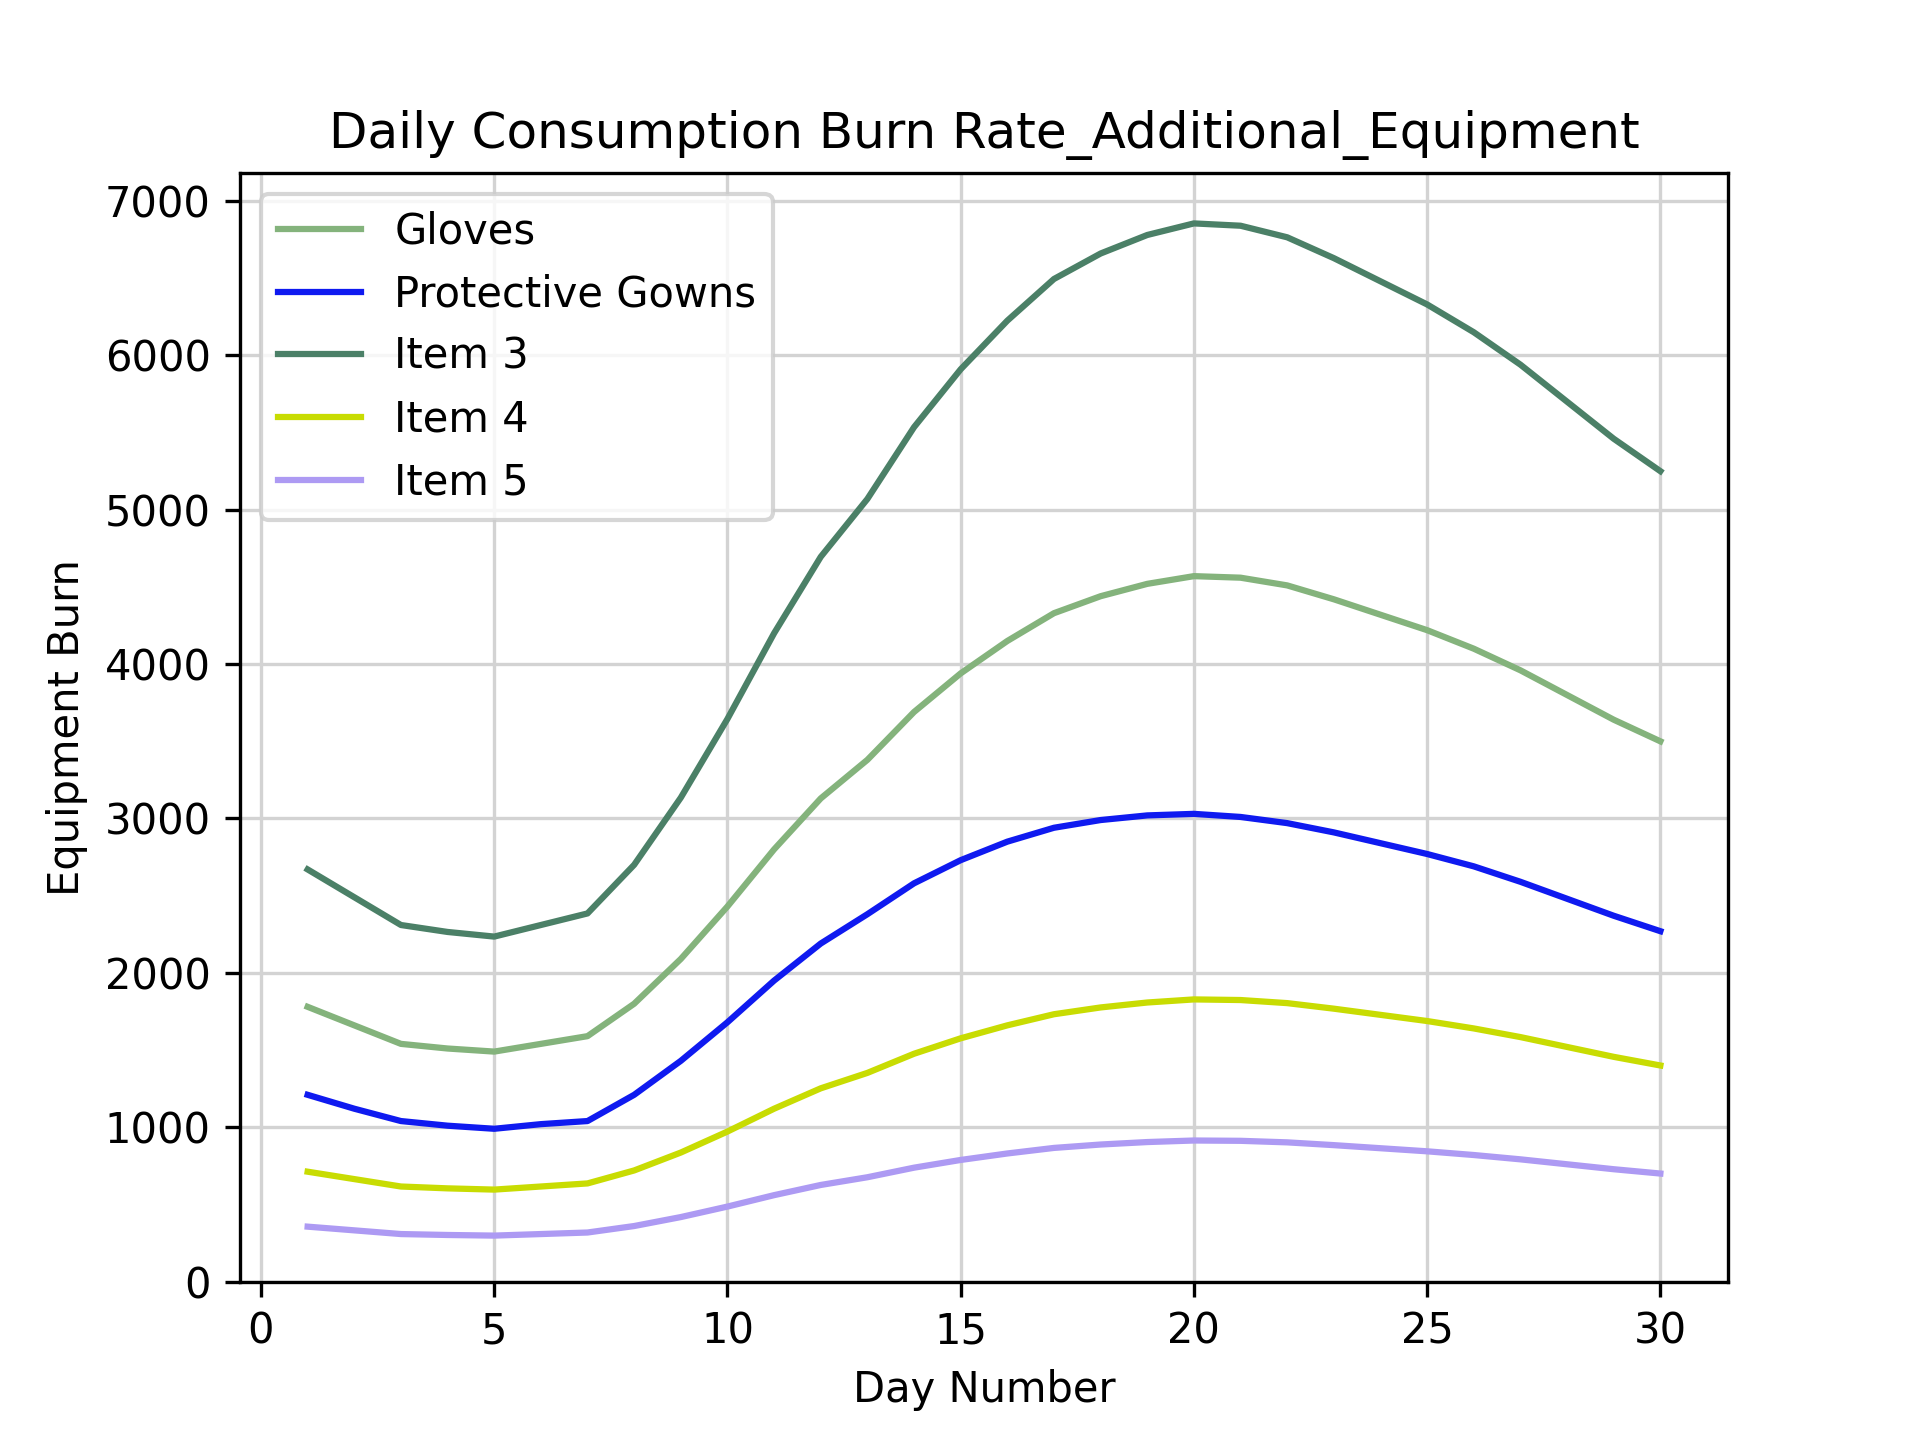 Daily Consumption Burn Rate_Additional_Equipment
7000
6000
5000
4000
3000
2000
1000
0
Equipment Burn
Gloves
Protective Gowns
Item 3
Item 4
Item 5
0 5 10 15 20 25 30
Day Number